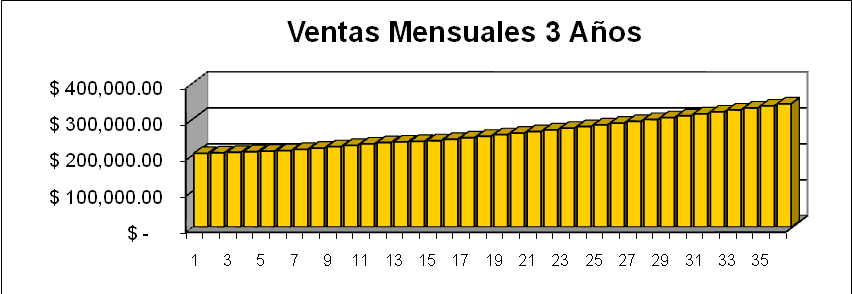 Ventas Mensuales 3 Años
$ 400,000.00
$ 300,000.00
$ 200,000.00
$ 100,000.00
$ -
1 3 5 7 9 11 13 15 17 19 21 23 25 27 29 31 33 35